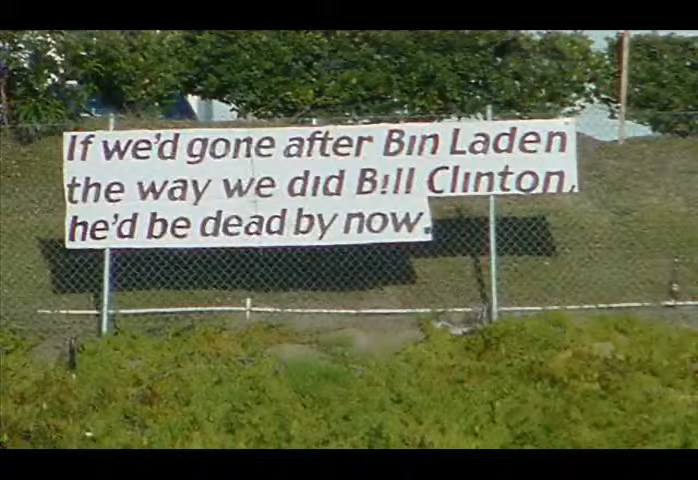 If we'd gone after Bin Laden
the way we did Bill Clinton,
he'd be dead by now.